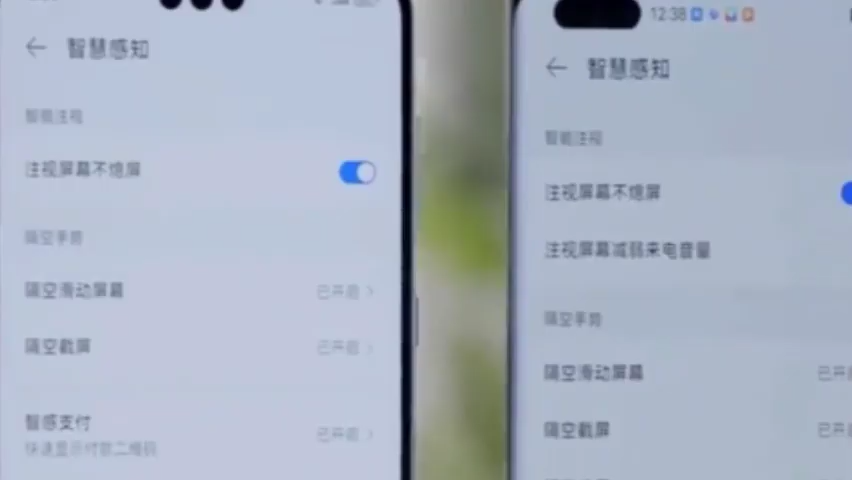 智慧感知
智能注视
注视屏幕不熄屏
隔空手势
隔空滑动屏幕 已开启
隔空截屏 已开启
智感支付 已开启
快速显示付款二维码
12:38
智慧感知
智能注视
注视屏幕不熄屏
注视屏幕减弱来电音量
隔空手势
隔空滑动屏幕 已开
隔空截屏 已开